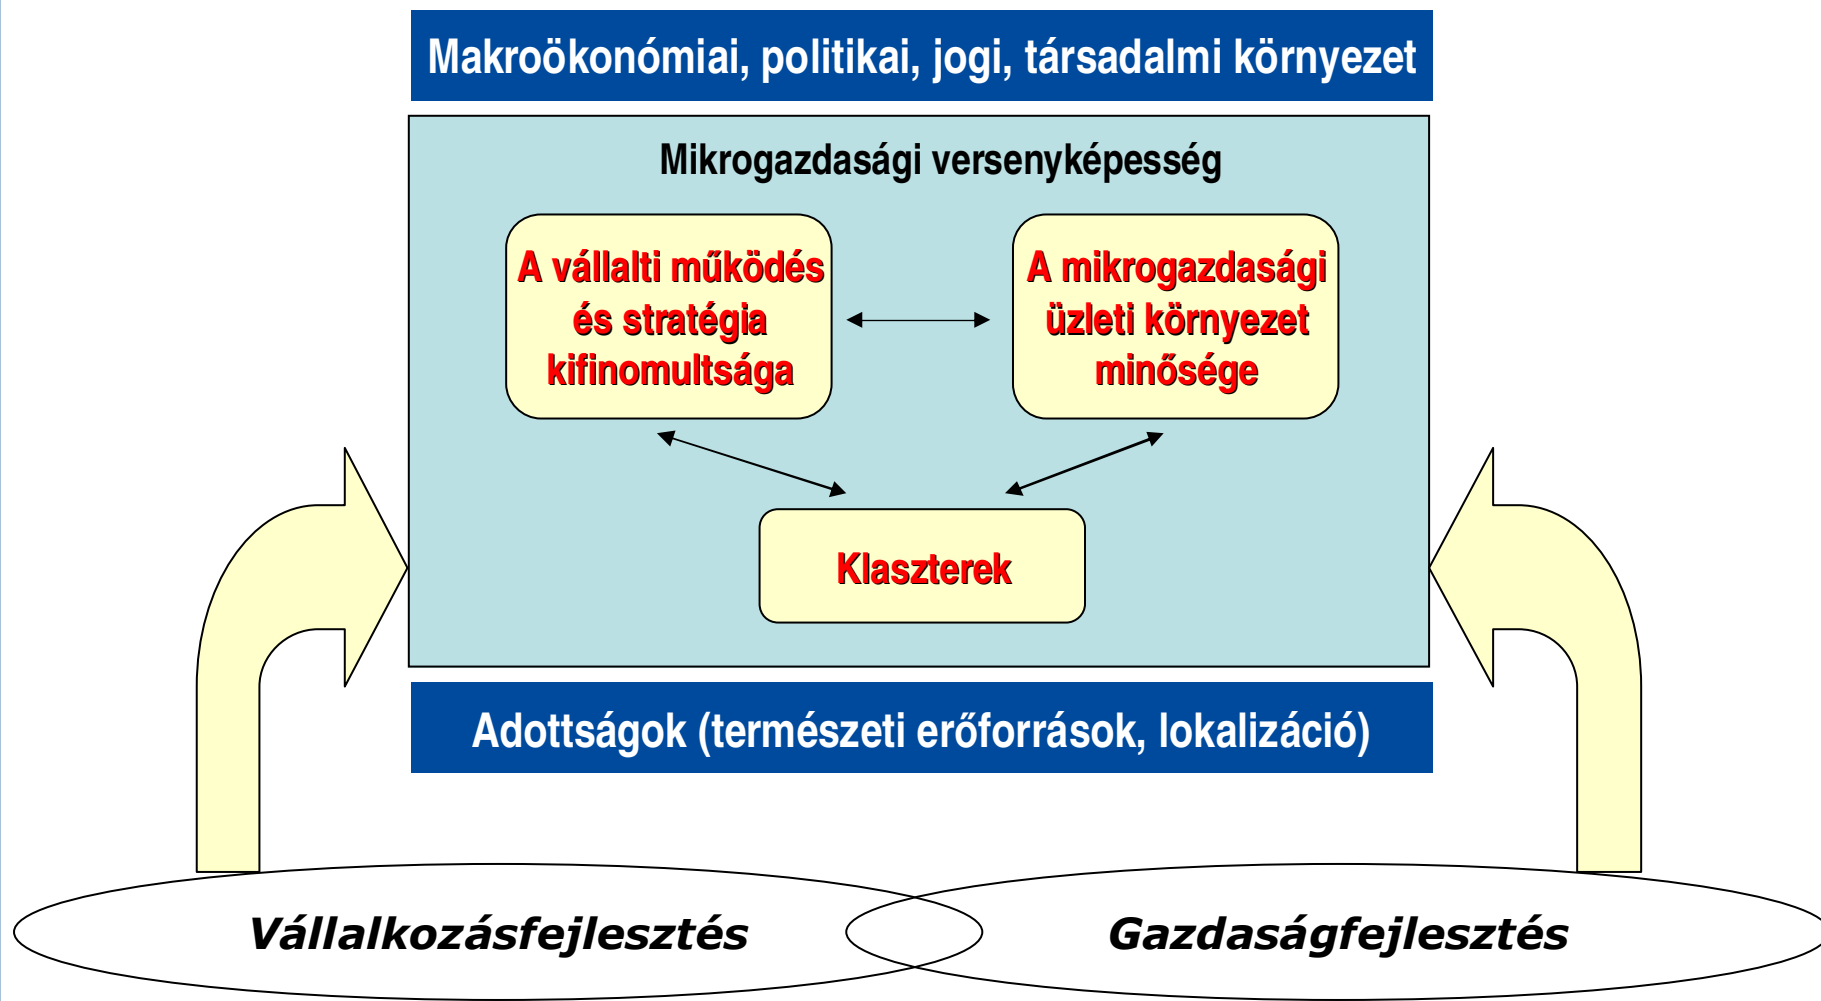 Makroökonómiai, politikai, jogi, társadalmi környezet
Mikrogazdasági versenyképesség
A vállalti működés
és stratégia
kifinomultsága
A mikrogazdasági
üzleti környezet
minősége
Klaszterek
Adottságok (természeti erőforrások, lokalizáció)
Vállalkozásfejlesztés
Gazdaságfejlesztés